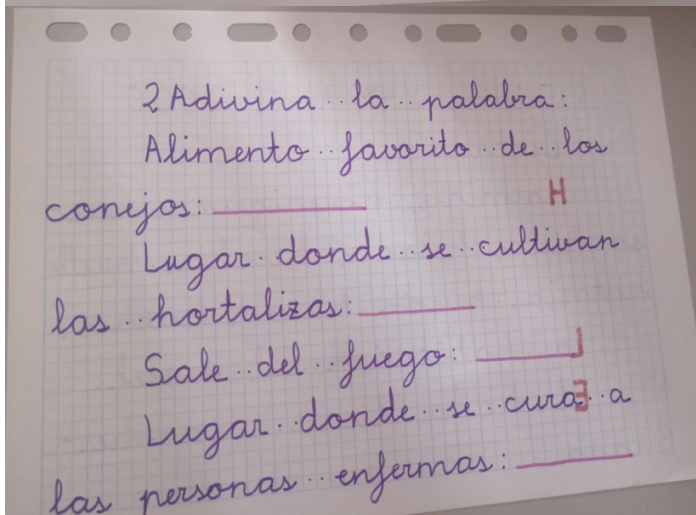 2 Adivina la palabra:
Alimento favorito de los
conejos:
H
Lugar donde se cultivan
las hortalizas:
Sale del fuego:
Lugar donde se cura a
las personas enfermas: